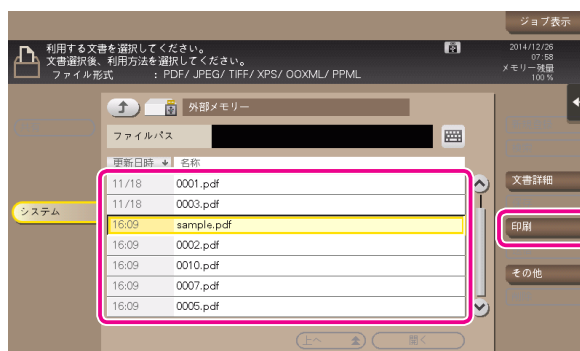 ジョブ表示
利用する文書を選択してください。
文書選択後、利用方法を選択してください。
ファイル形式 : PDF/ JPEG/ TIFF/ XPS/ OOXML/ PPML
2014/12/26
07:58
メモリー残量
100 %
外部メモリー
ファイルパス
更新日時 名称
11/18 0001.pdf
11/18 0003.pdf
16:09 sample.pdf
16:09 0002.pdf
16:09 0010.pdf
16:09 0007.pdf
16:09 0005.pdf
システム
文書詳細
印刷
その他
上へ
開く